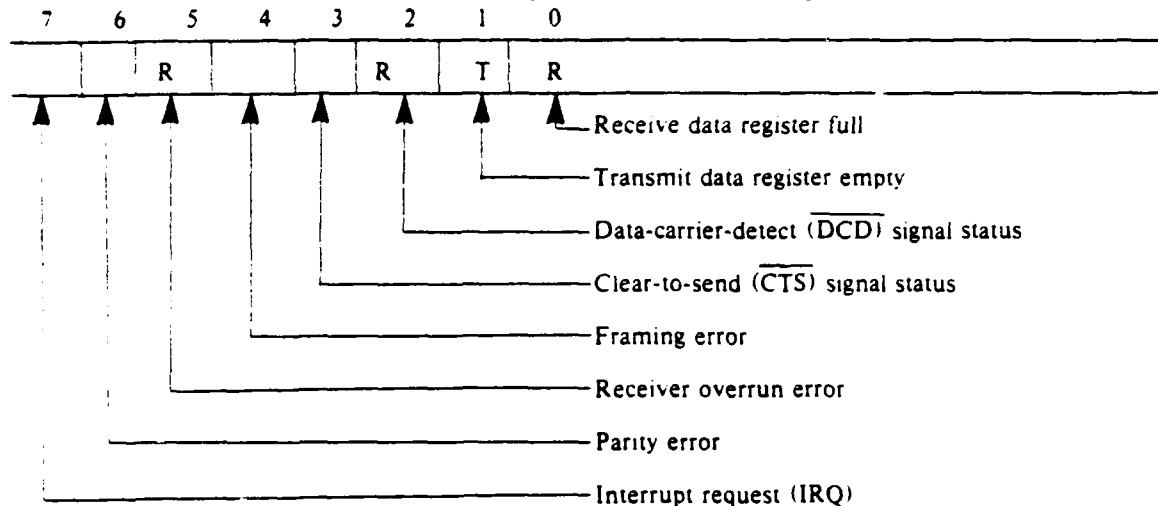 7 6 5 4 3 2 1 0
R R T R
Receive data register full
Transmit data register empty
Data-carrier-detect (DCD) signal status
Clear-to-send (CTS) signal status
Framing error
Receiver overrun error
Parity error
Interrupt request (IRQ)